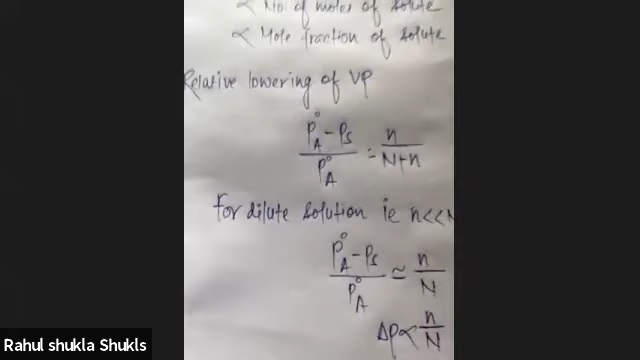 ∝ No of moles of solute
∝ Mole fraction of solute
Relative lowering of VP
(P°A - Ps)/P°A = n/(N+n)
for dilute solution ie n<<N
(P°A - Ps)/P°A ≃ n/N
Δp ∝ n/N
Rahul shukla Shukls